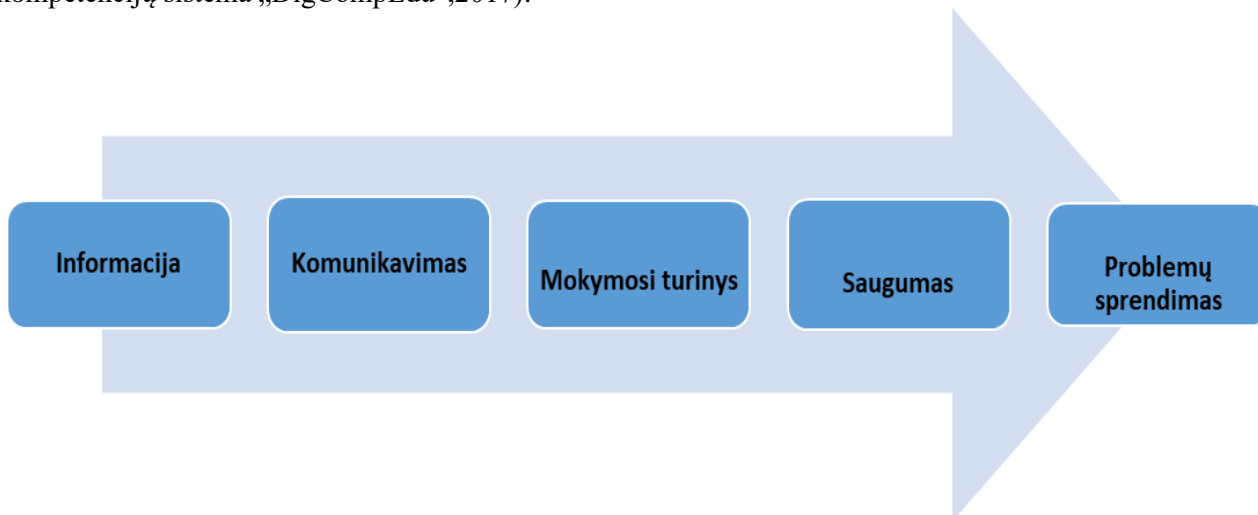 kompetencijų sistema „DigCompEdu“,2017).
Informacija
Komunikavimas
Mokymosi turinys
Saugumas
Problemų
sprendimas